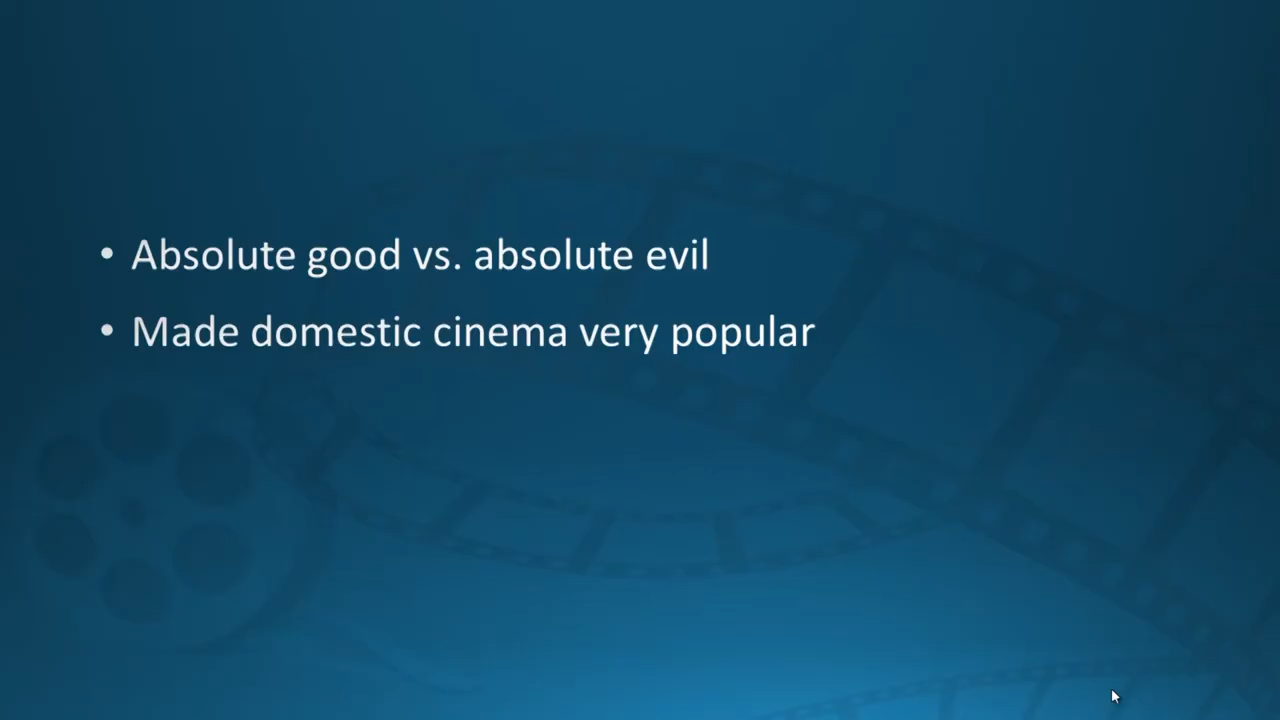 • Absolute good vs. absolute evil
• Made domestic cinema very popular